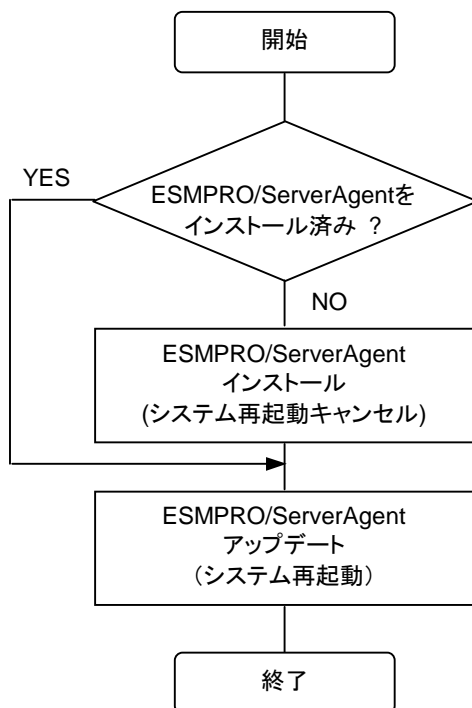 開始
YES
ESMPRO/ServerAgentを
インストール済み ?
NO
ESMPRO/ServerAgent
インストール
(システム再起動キャンセル)
ESMPRO/ServerAgent
アップデート
（システム再起動）
終了